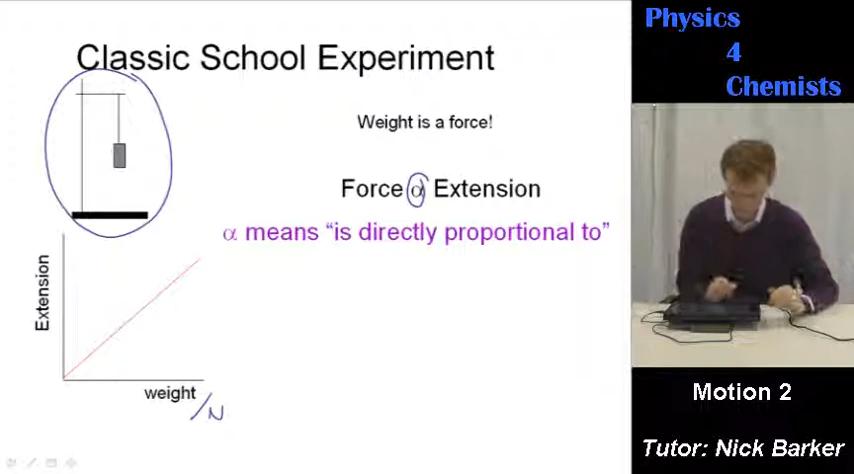 Classic School Experiment
Weight is a force!
Force α Extension
α means “is directly proportional to”
Extension
weight
/N
Physics
4
Chemists
Motion 2
Tutor: Nick Barker